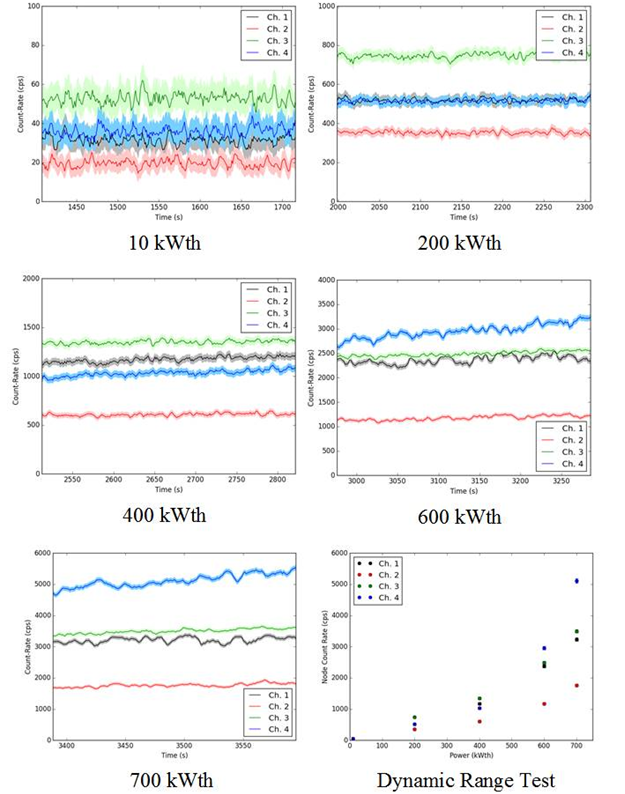 100
80
60
40
20
0
Count-Rate (cps)
1450 1500 1550 1600 1650 1700
Time (s)
Ch. 1
Ch. 2
Ch. 3
Ch. 4
10 kWth
1000
800
600
400
200
0
Count-Rate (cps)
2000 2050 2100 2150 2200 2250 2300
Time (s)
Ch. 1
Ch. 2
Ch. 3
Ch. 4
200 kWth
2000
1500
1000
500
0
Count-Rate (cps)
2550 2600 2650 2700 2750 2800
Time (s)
Ch. 1
Ch. 2
Ch. 3
Ch. 4
400 kWth
4000
3500
3000
2500
2000
1500
1000
500
0
Count-Rate (cps)
3000 3050 3100 3150 3200 3250
Time (s)
Ch. 1
Ch. 2
Ch. 3
Ch. 4
600 kWth
6000
5000
4000
3000
2000
1000
0
Count-Rate (cps)
3400 3450 3500 3550
Time (s)
Ch. 1
Ch. 2
Ch. 3
Ch. 4
700 kWth
6000
5000
4000
3000
2000
1000
0
Node Count Rate (cps)
0 100 200 300 400 500 600 700
Power (kWth)
Ch. 1
Ch. 2
Ch. 3
Ch. 4
Dynamic Range Test